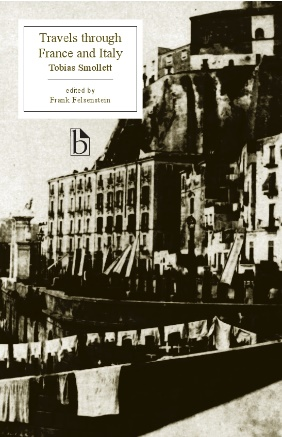 Travels through
France and Italy
Tobias Smollett
edited by
Frank Felsenstein
b